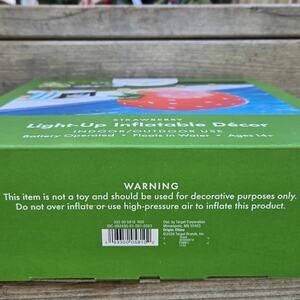 STRAWBERRY
Light-Up Inflatable Décor
INDOOR/OUTDOOR USE
Battery Operated • Floats in Water • Ages 14+
WARNING
This item is not a toy and should be used for decorative purposes only.
Do not over inflate or use high-pressure air to inflate this product.
Dist. by Target Corporation
Minneapolis, MN 55403
Origin: China